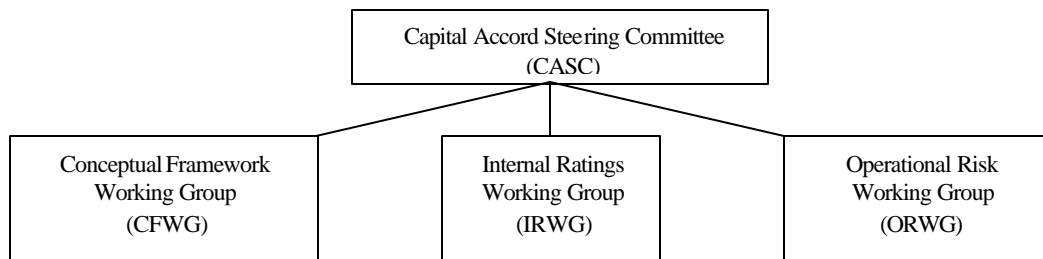 Capital Accord Steering Committee
(CASC)
Conceptual Framework
Working Group
(CFWG)
Internal Ratings
Working Group
(IRWG)
Operational Risk
Working Group
(ORWG)